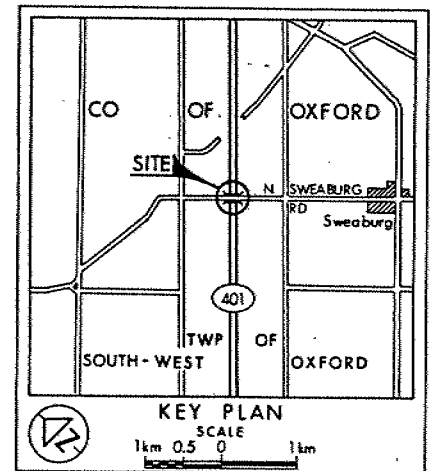 CO OF OXFORD
SITE
N SWEABURG
RD
Sweaburg
401
TWP OF
SOUTH-WEST OXFORD
KEY PLAN
SCALE
1km 0.5 0 1km
N